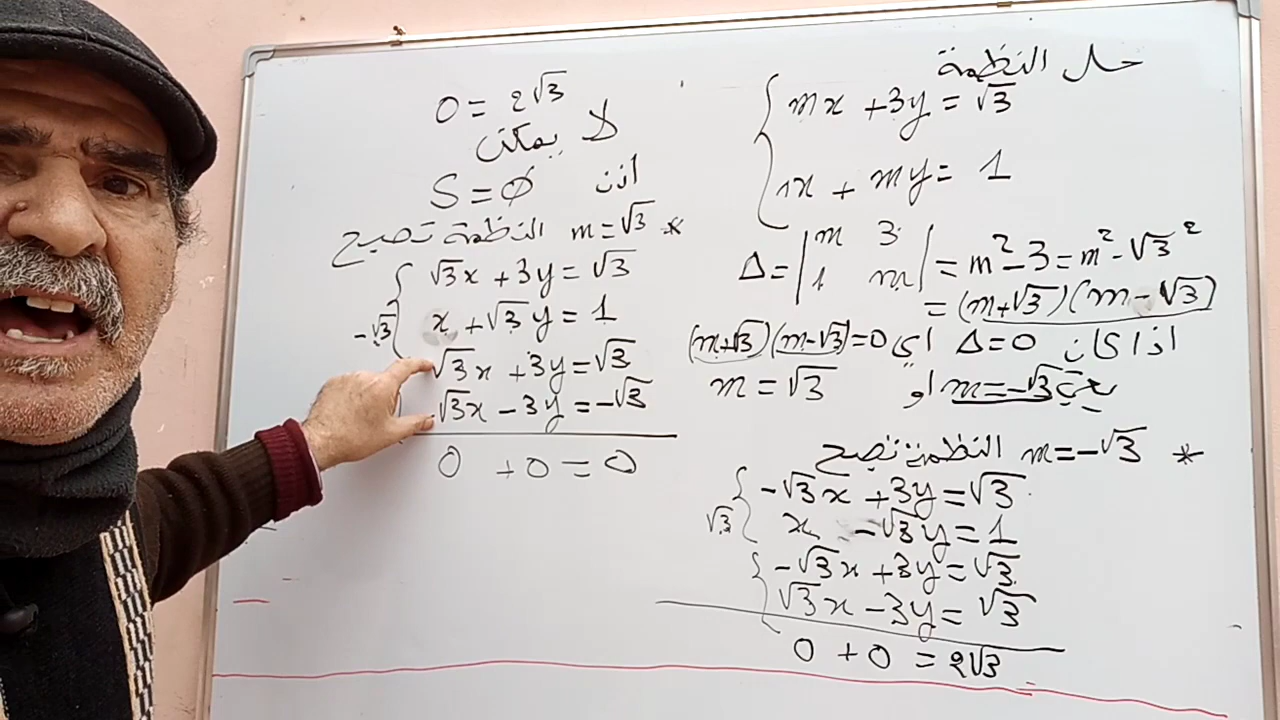 حل النظمة
mx + 3y = √3
1x + my = 1
Δ = | m 3 |
| 1 m | = m² - 3 = m² - √3²
= (m+√3)(m-√3)
اذا كان Δ = 0 اي (m+√3)(m-√3) = 0
يعني m = -√3 او m = √3
* m = -√3 النظمة تصبح
-√3x + 3y = √3
√3 x - √3y = 1
-√3x + 3y = √3
√3x - 3y = √3
0 + 0 = 2√3
0 = 2√3
لا يمكن
اذن S = ∅
* m = √3 النظمة تصبح
√3x + 3y = √3
-√3 x + √3y = 1
√3x + 3y = √3
√3x - 3y = -√3
0 + 0 = 0